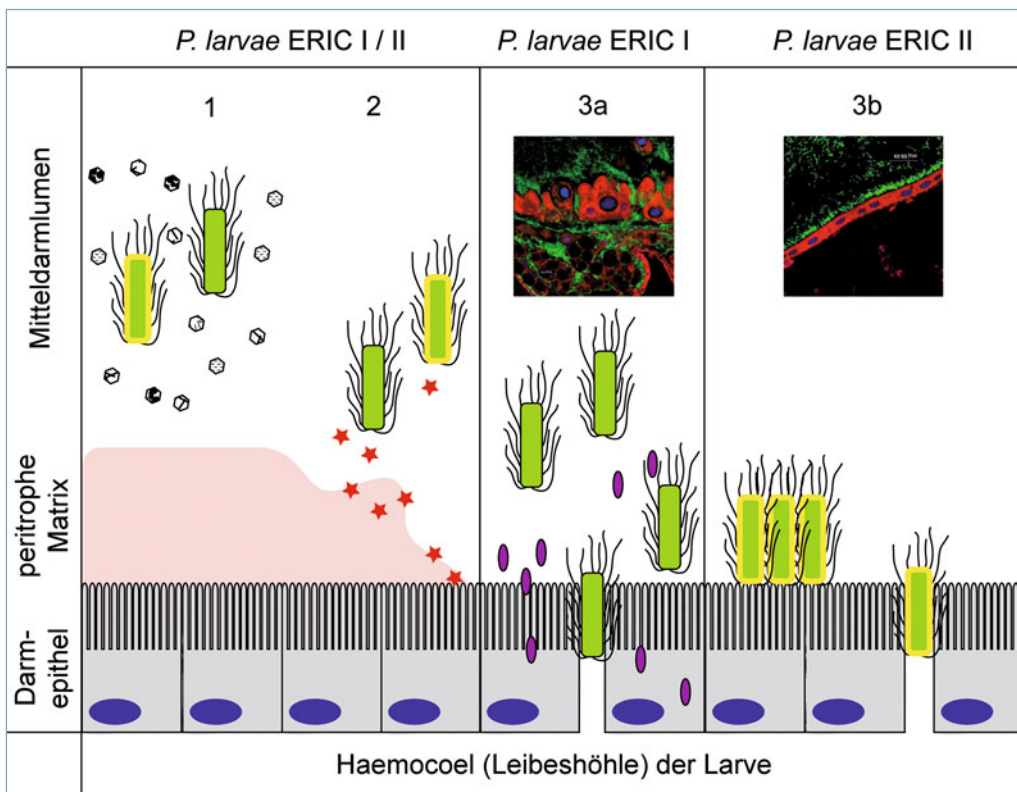 P. larvae ERIC I / II
P. larvae ERIC I
P. larvae ERIC II
1
2
3a
3b
Mitteldarmlumen
peritrophe
Matrix
Darm-
epithel
Haemocoel (Leibeshöhle) der Larve